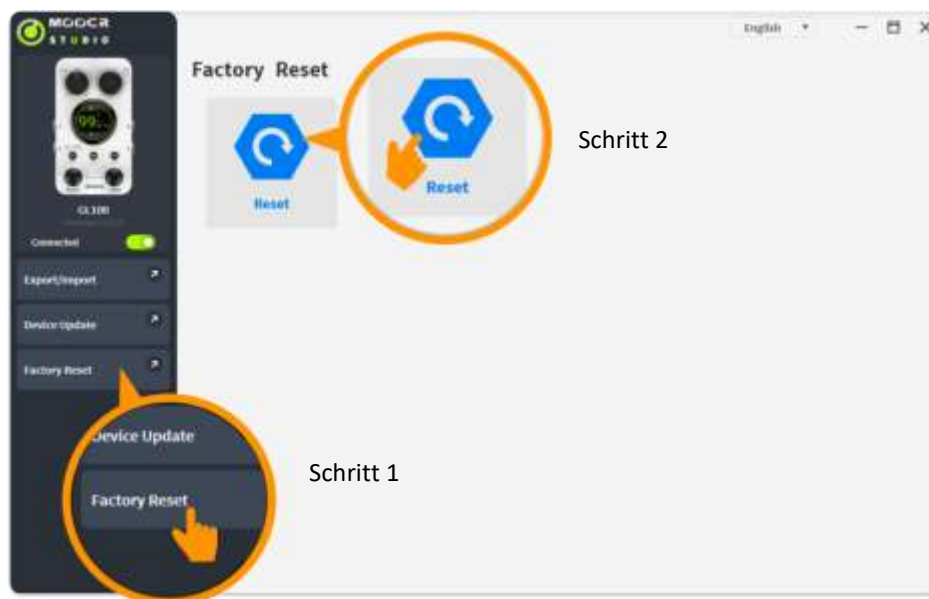 MOOER
STUDIO
English
Factory Reset
Reset
Reset
Schritt 2
GL100
Connected
Export/Import
Device Update
Factory Reset
Device Update
Factory Reset
Schritt 1